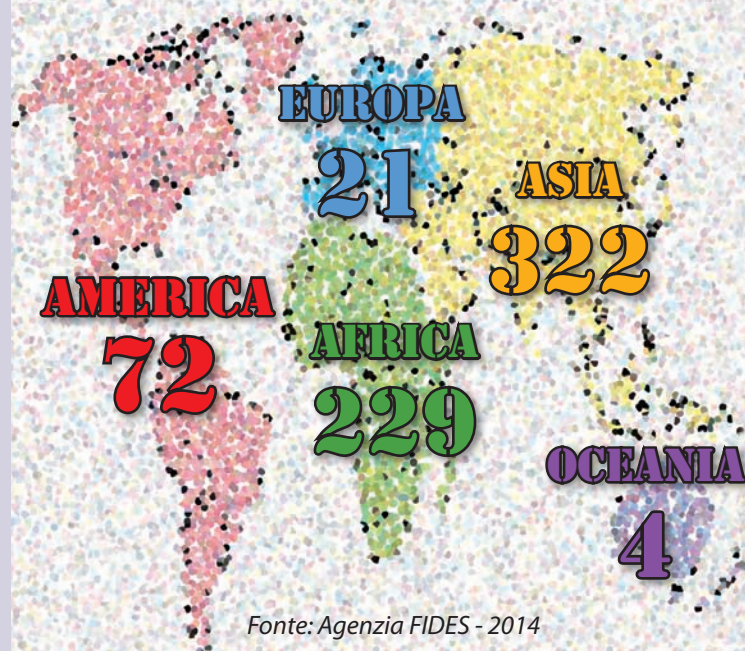 EUROPA
21
ASIA
322
AMERICA
72
AFRICA
229
OCEANIA
4
Fonte: Agenzia FIDES - 2014